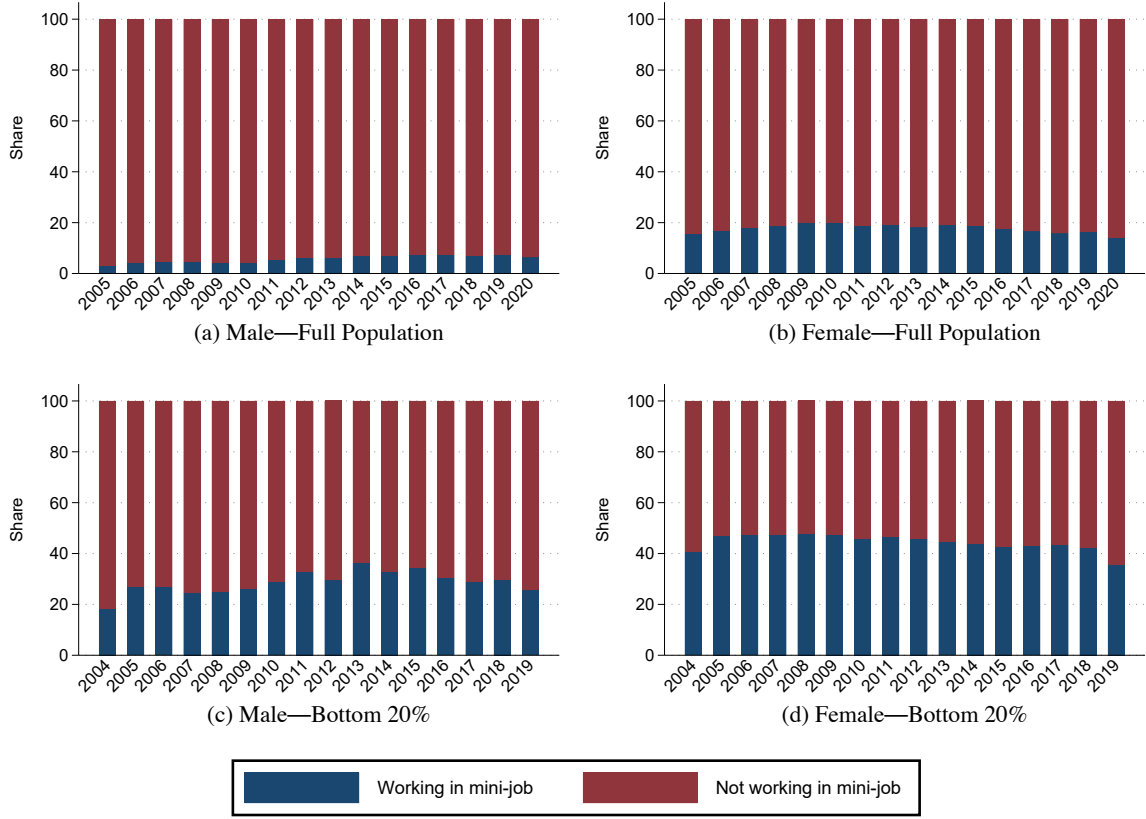 100
80
60
40
20
0
Share
2005 2006 2007 2008 2009 2010 2011 2012 2013 2014 2015 2016 2017 2018 2019 2020
(a) Male—Full Population
100
80
60
40
20
0
Share
2005 2006 2007 2008 2009 2010 2011 2012 2013 2014 2015 2016 2017 2018 2019 2020
(b) Female—Full Population
100
80
60
40
20
0
Share
2004 2005 2006 2007 2008 2009 2010 2011 2012 2013 2014 2015 2016 2017 2018 2019
(c) Male—Bottom 20%
100
80
60
40
20
0
Share
2004 2005 2006 2007 2008 2009 2010 2011 2012 2013 2014 2015 2016 2017 2018 2019
(d) Female—Bottom 20%
Working in mini-job Not working in mini-job